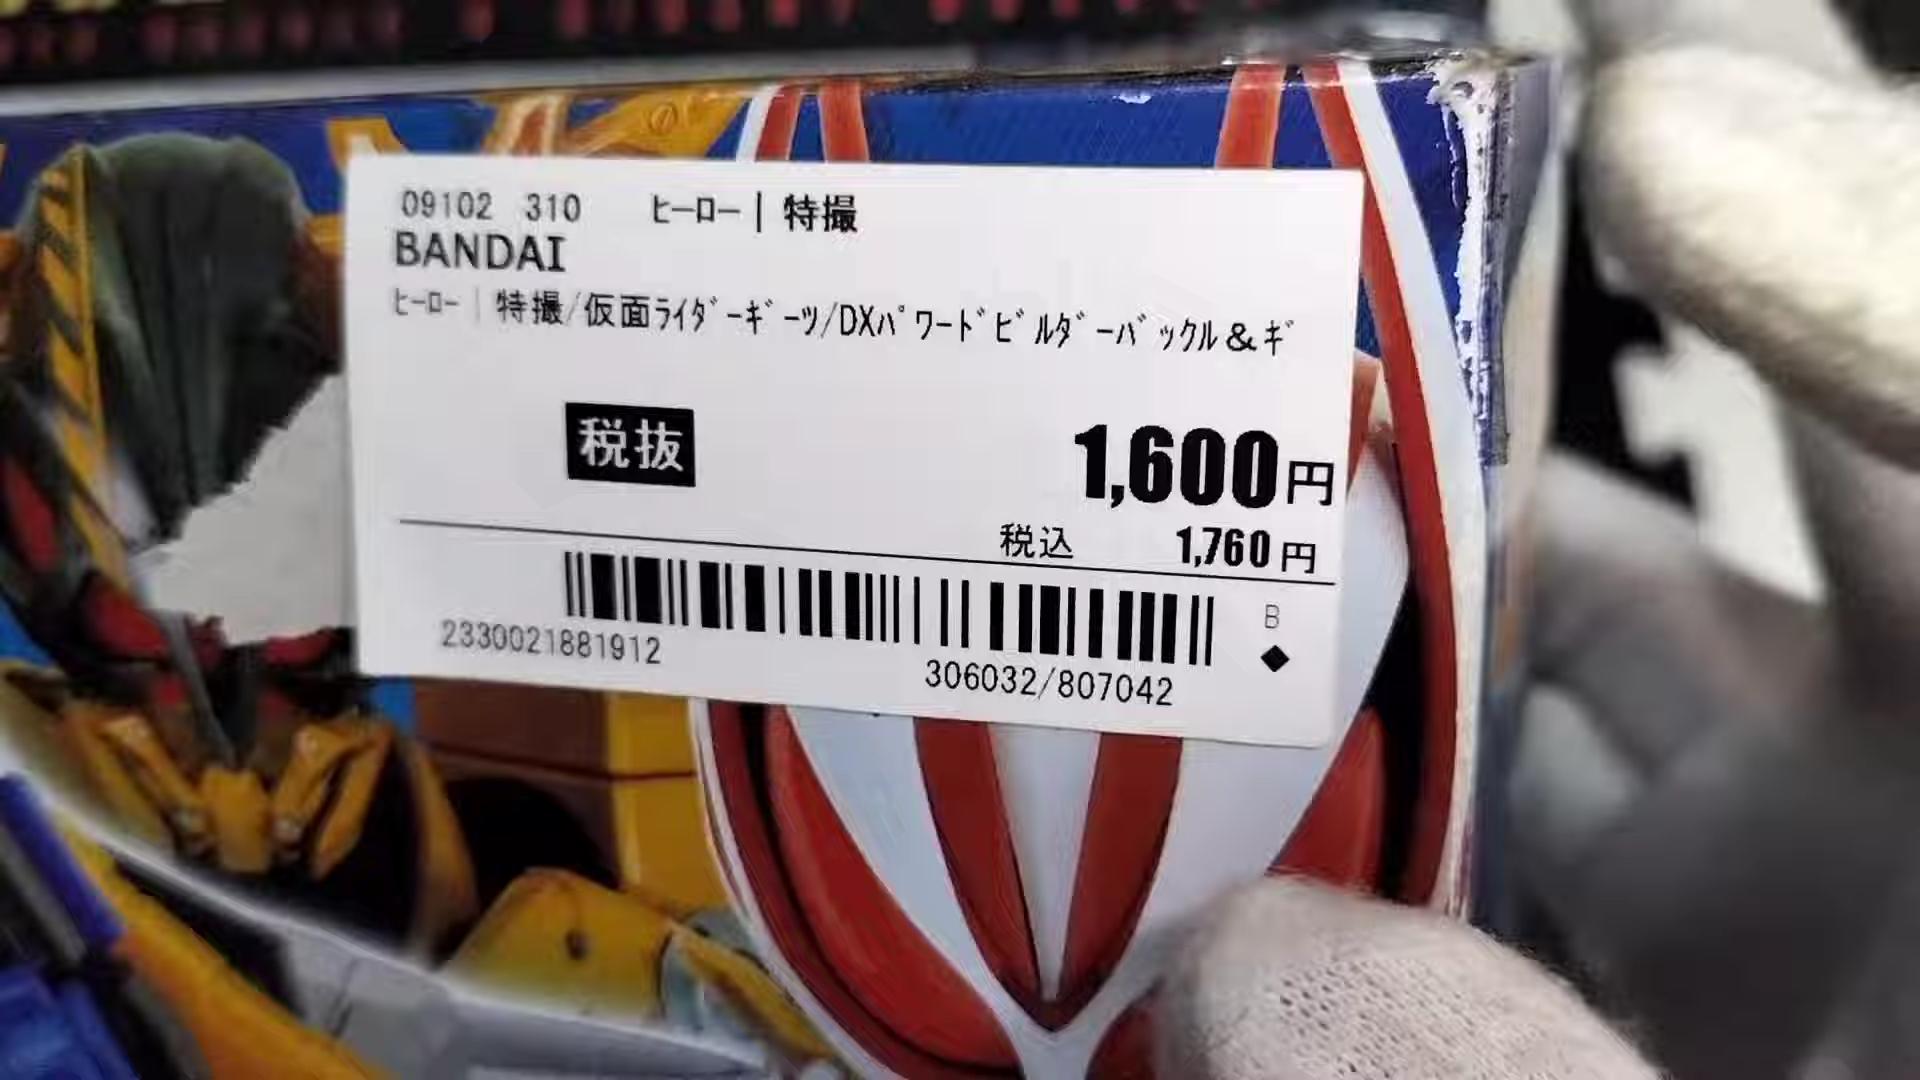 09102 310 ﾋｰﾛｰ | 特撮
BANDAI
ﾋｰﾛｰ | 特撮/仮面ﾗｲﾀﾞｰｷﾞｰﾂ/DXﾊﾟﾜｰﾄﾞﾋﾞﾙﾀﾞｰﾊﾞｯｸﾙ&ｷﾞ
税抜
1,600円
税込 1,760円
B
2330021881912
306032/807042